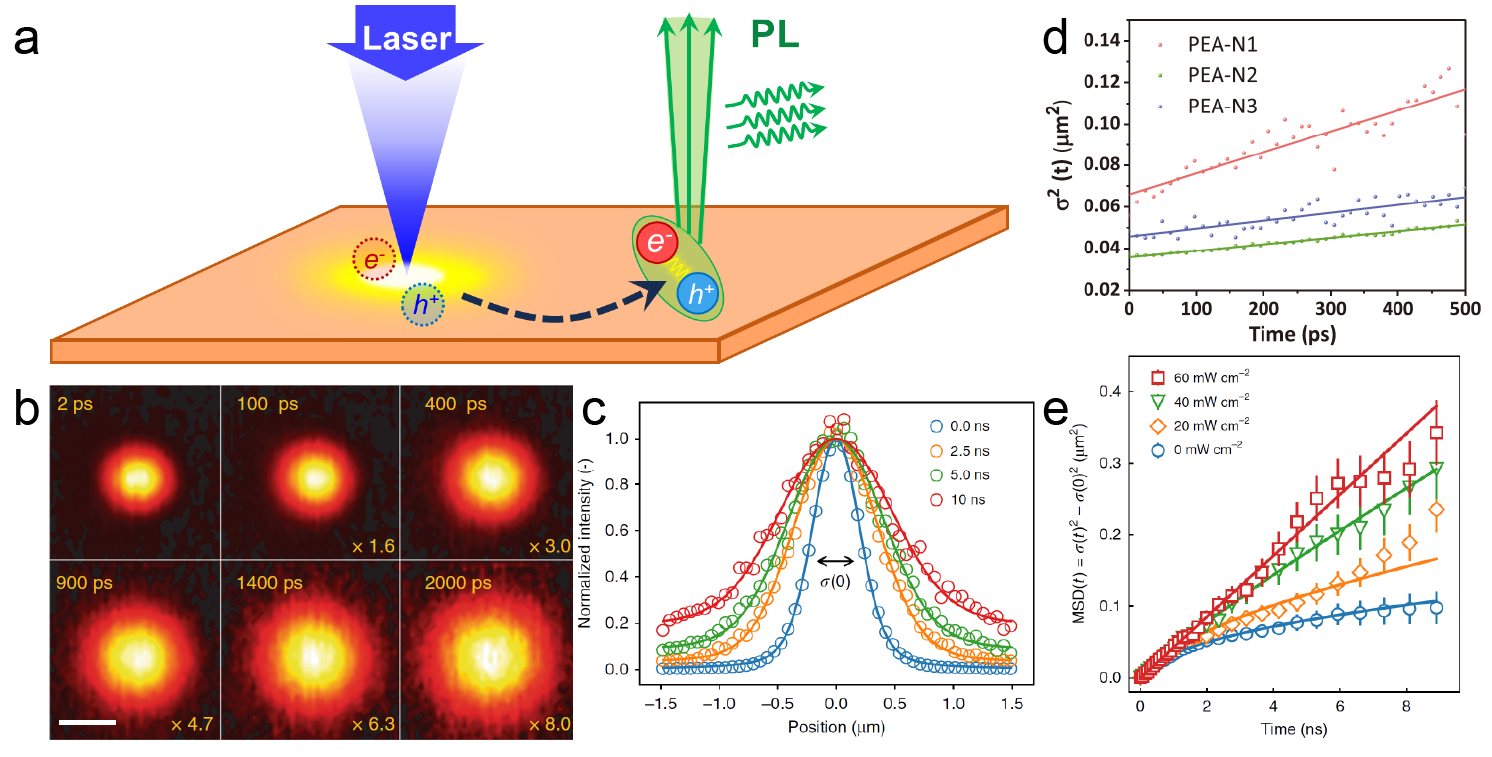 a
Laser
PL
e-
h+
e-
h+
b
2 ps
100 ps
400 ps
× 1.6
× 3.0
900 ps
1400 ps
2000 ps
× 4.7
× 6.3
× 8.0
c
0.0 ns
2.5 ns
5.0 ns
10 ns
σ(0)
Normalized intensity (-)
1.0
0.8
0.6
0.4
0.2
0.0
−1.5
−1.0
−0.5
0.0
0.5
1.0
1.5
Position (μm)
d
PEA-N1
PEA-N2
PEA-N3
σ² (t) (μm²)
0.14
0.12
0.10
0.08
0.06
0.04
0.02
0
100
200
300
400
500
Time (ps)
e
60 mW cm⁻²
40 mW cm⁻²
20 mW cm⁻²
0 mW cm⁻²
MSD(t) = σ(t)² − σ(0)² (μm²)
0.4
0.3
0.2
0.1
0.0
0
2
4
6
8
Time (ns)